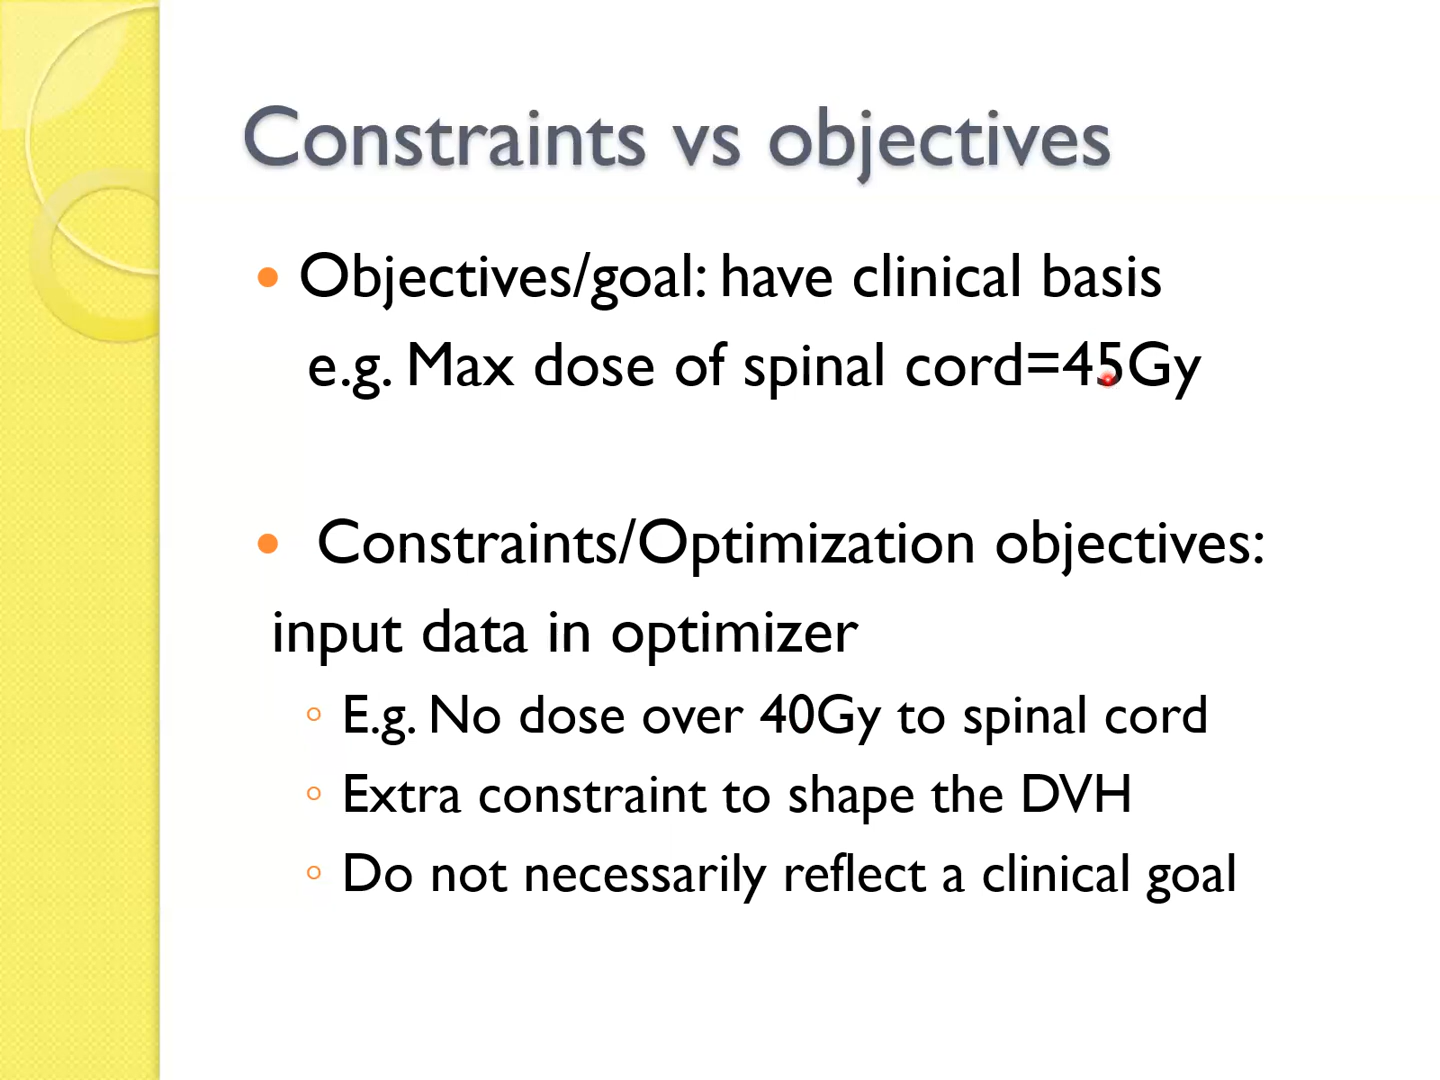 Constraints vs objectives
• Objectives/goal: have clinical basis
e.g. Max dose of spinal cord=45Gy
• Constraints/Optimization objectives:
input data in optimizer
◦ E.g. No dose over 40Gy to spinal cord
◦ Extra constraint to shape the DVH
◦ Do not necessarily reflect a clinical goal